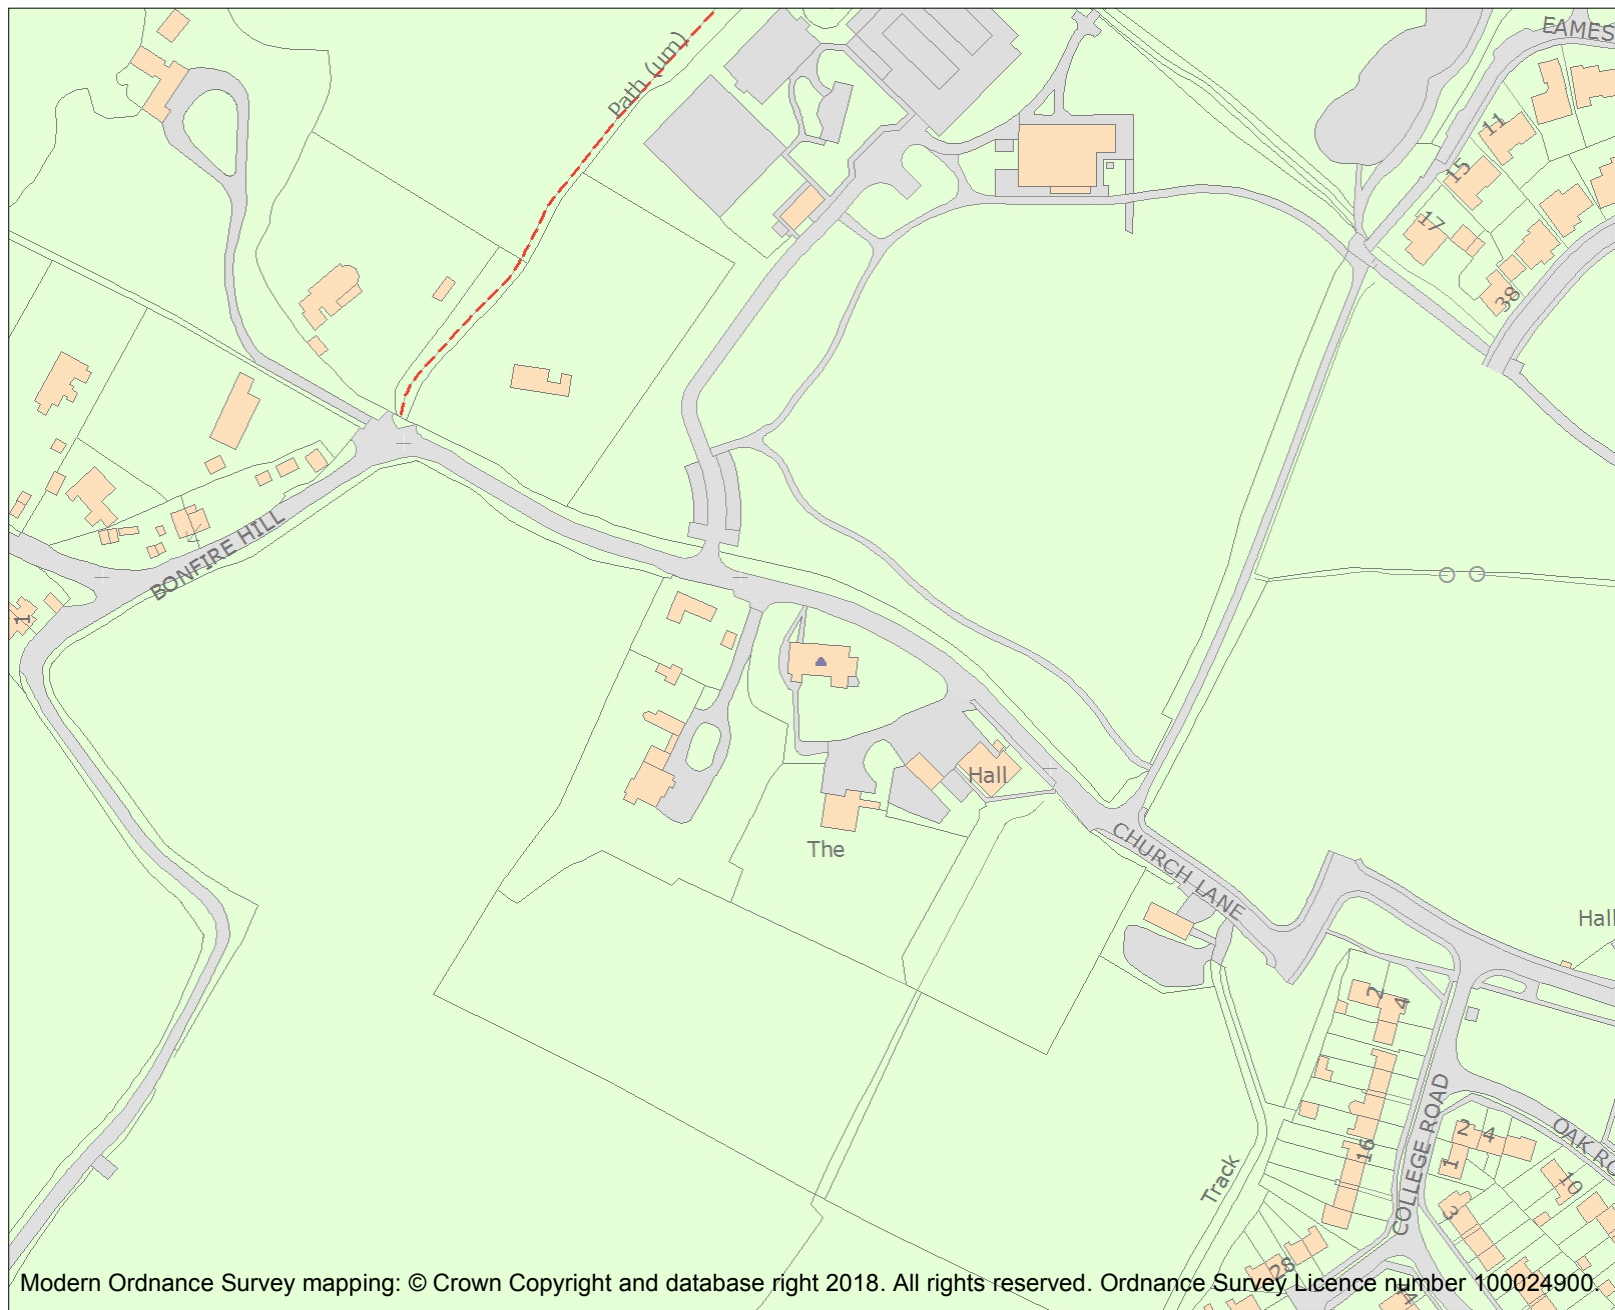 EAMES
Path (um)
11
15
17
38
BONFIRE HILL
1
Hall
The
CHURCH LANE
Hall
2
4
COLLEGE ROAD
OAK RO
2
4
1
16
10
3
Track
28
14
Modern Ordnance Survey mapping: © Crown Copyright and database right 2018. All rights reserved. Ordnance Survey Licence number 100024900.